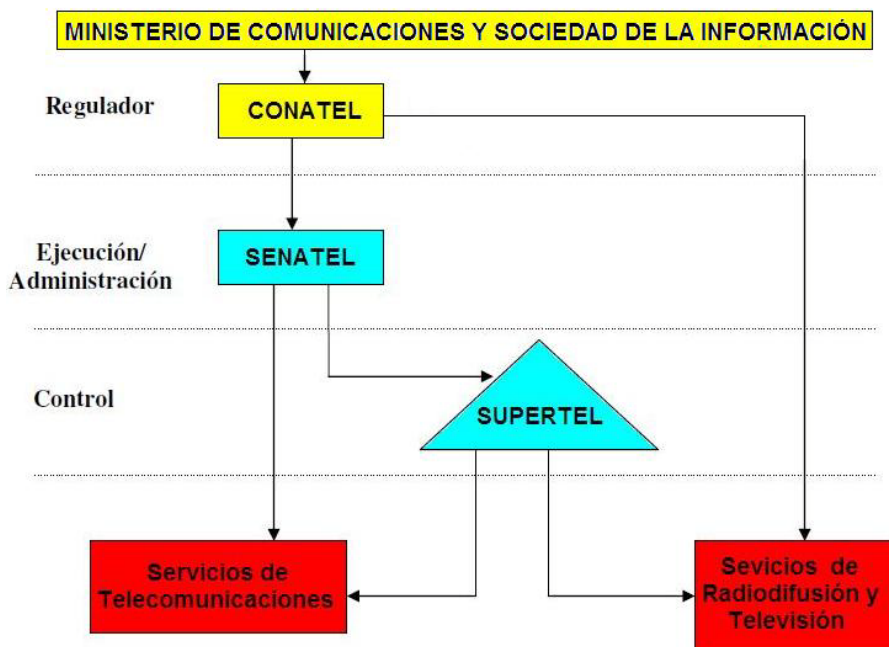 MINISTERIO DE COMUNICACIONES Y SOCIEDAD DE LA INFORMACIÓN
Regulador
CONATEL
Ejecución/
Administración
SENATEL
Control
SUPERTEL
Servicios de
Telecomunicaciones
Sevicios de
Radiodifusión y
Televisión